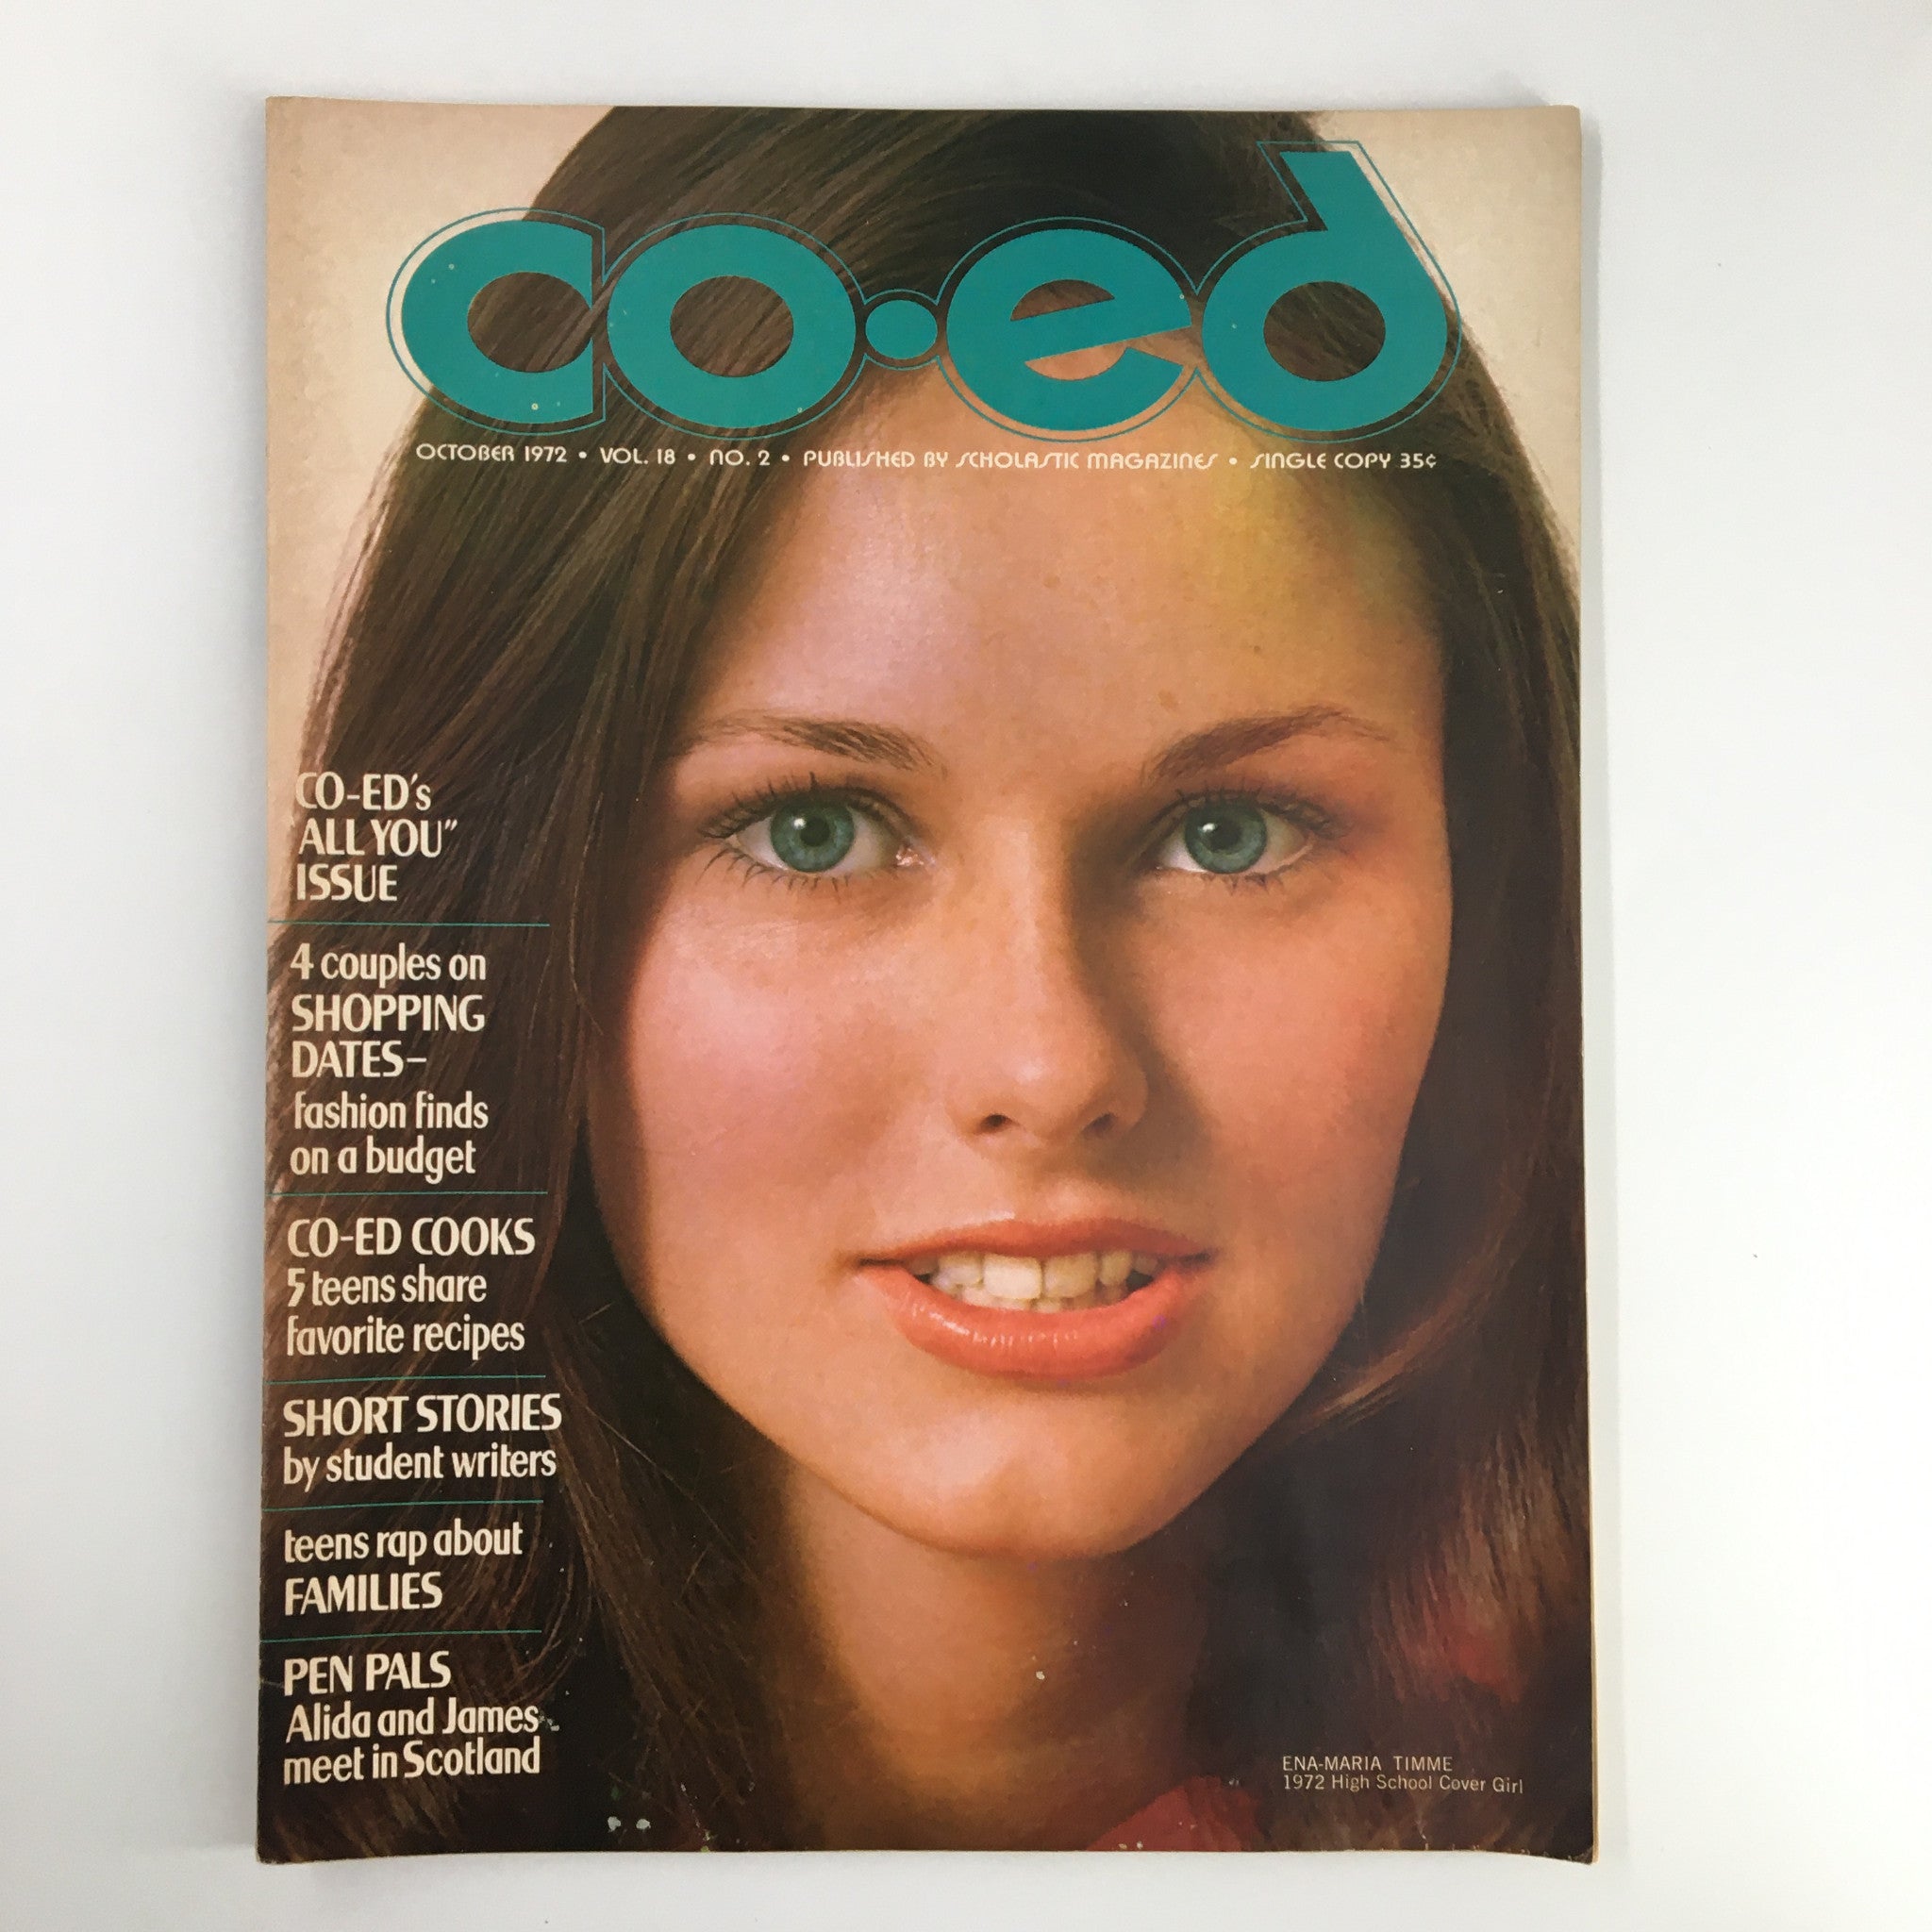 co•ed
OCTOBER 1972 • VOL. 18 • NO. 2 • PUBLISHED BY SCHOLASTIC MAGAZINES • SINGLE COPY 35¢
CO-ED's
"ALL YOU"
ISSUE
4 couples on
SHOPPING
DATES–
fashion finds
on a budget
CO-ED COOKS
5 teens share
favorite recipes
SHORT STORIES
by student writers
teens rap about
FAMILIES
PEN PALS
Alida and James
meet in Scotland
ENA-MARIA TIMME
1972 High School Cover Girl